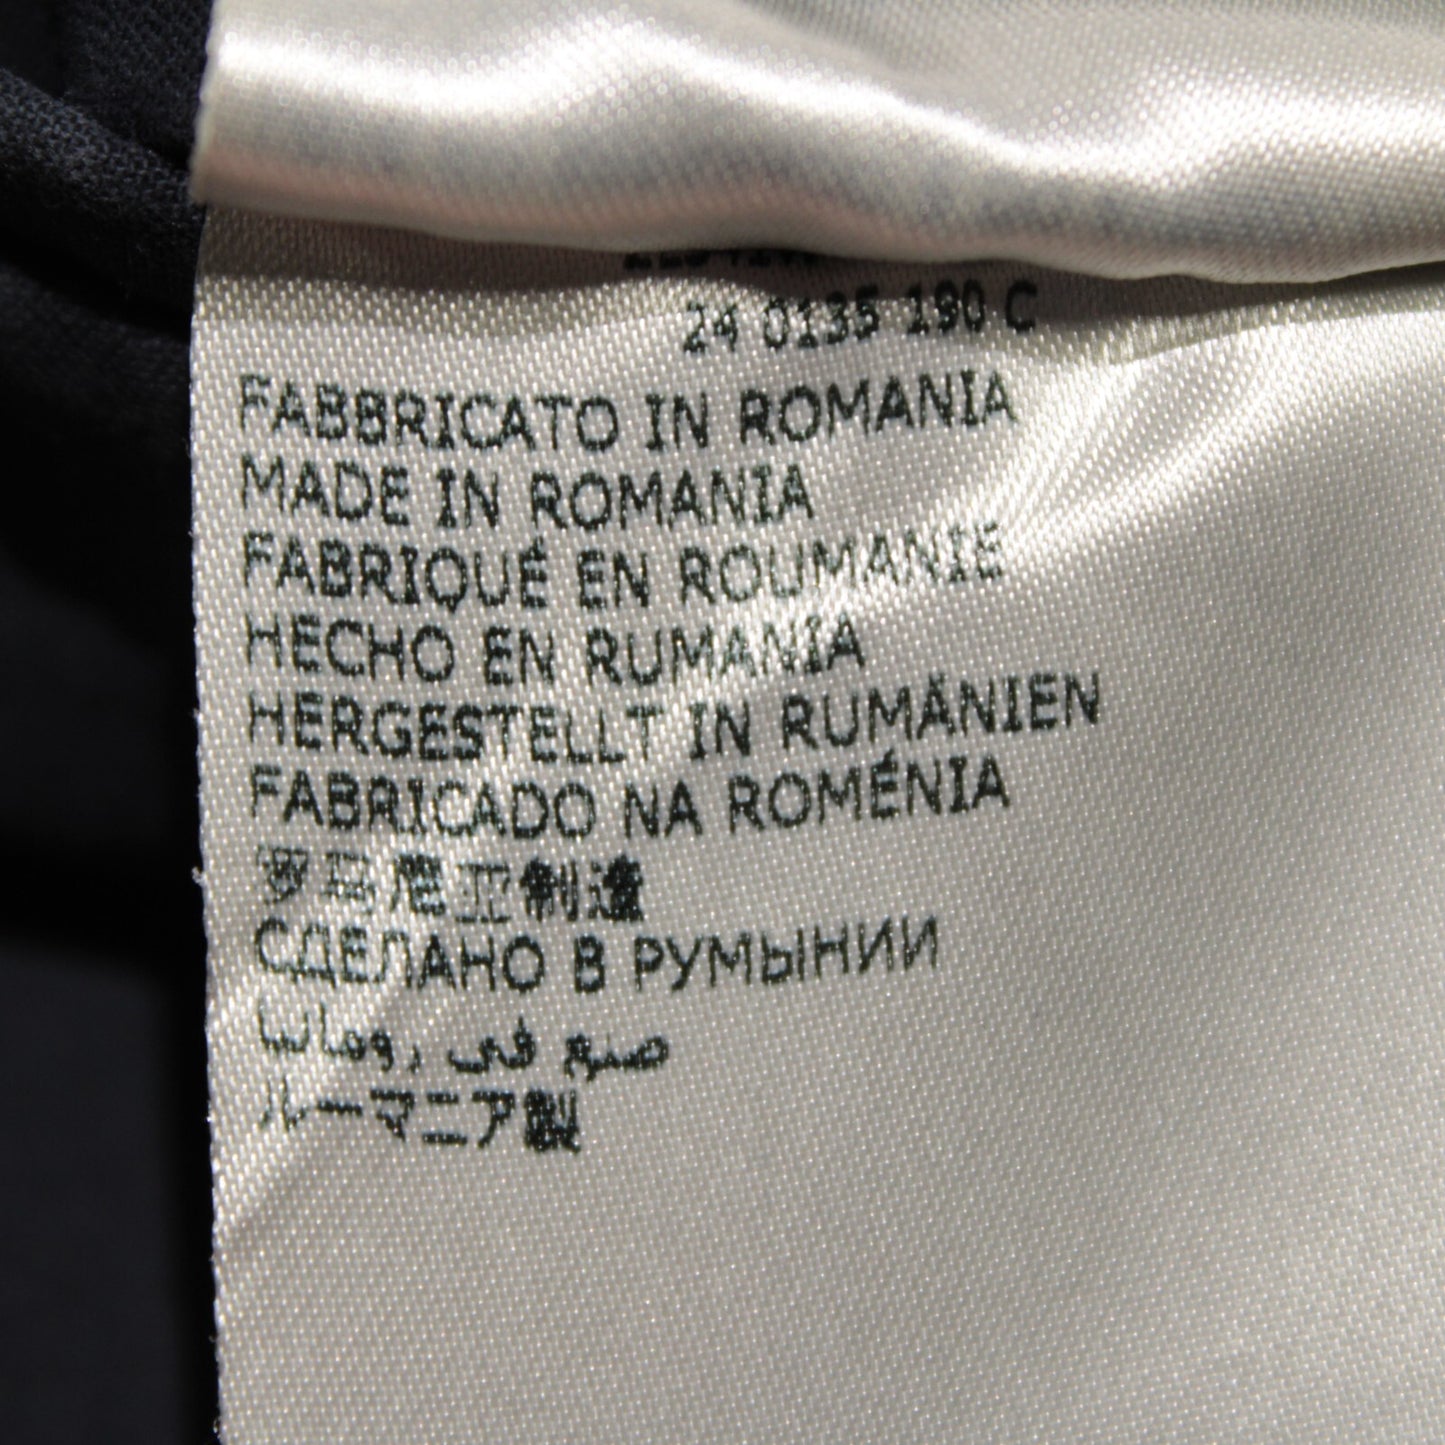 24 0135 190 C
FABBRICATO IN ROMANIA
MADE IN ROMANIA
FABRIQUÉ EN ROUMANIE
HECHO EN RUMANIA
HERGESTELLT IN RUMÄNIEN
FABRICADO NA ROMÉNIA
罗马尼亚制造
СДЕЛАНО В РУМЫНИИ
صنع في رومانيا
ルーマニア製